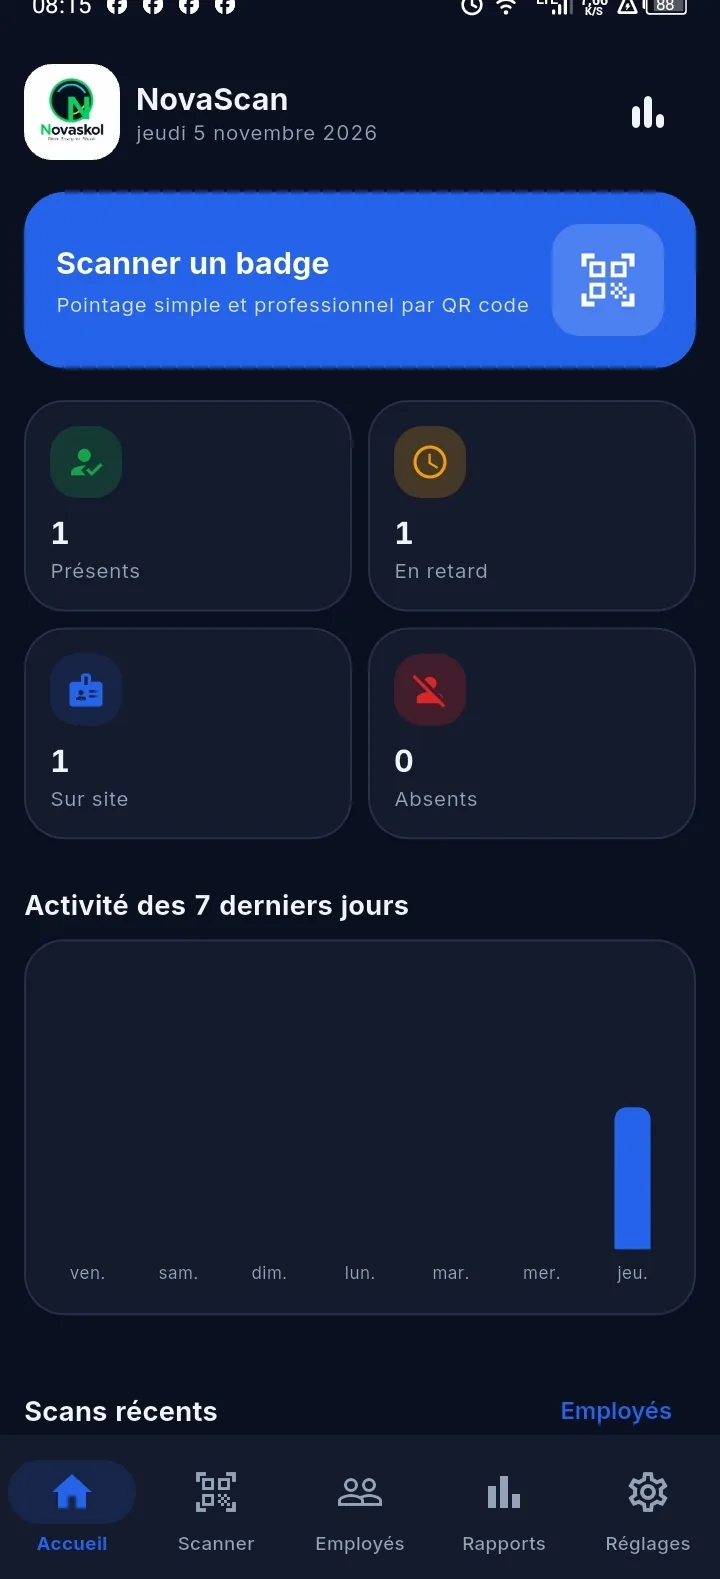 08:15
K/S
88
NovaScan
jeudi 5 novembre 2026
Novaskol
Scanner un badge
Pointage simple et professionnel par QR code
1
Présents
1
En retard
1
Sur site
0
Absents
Activité des 7 derniers jours
ven. sam. dim. lun. mar. mer. jeu.
Scans récents
Employés
Accueil
Scanner
Employés
Rapports
Réglages